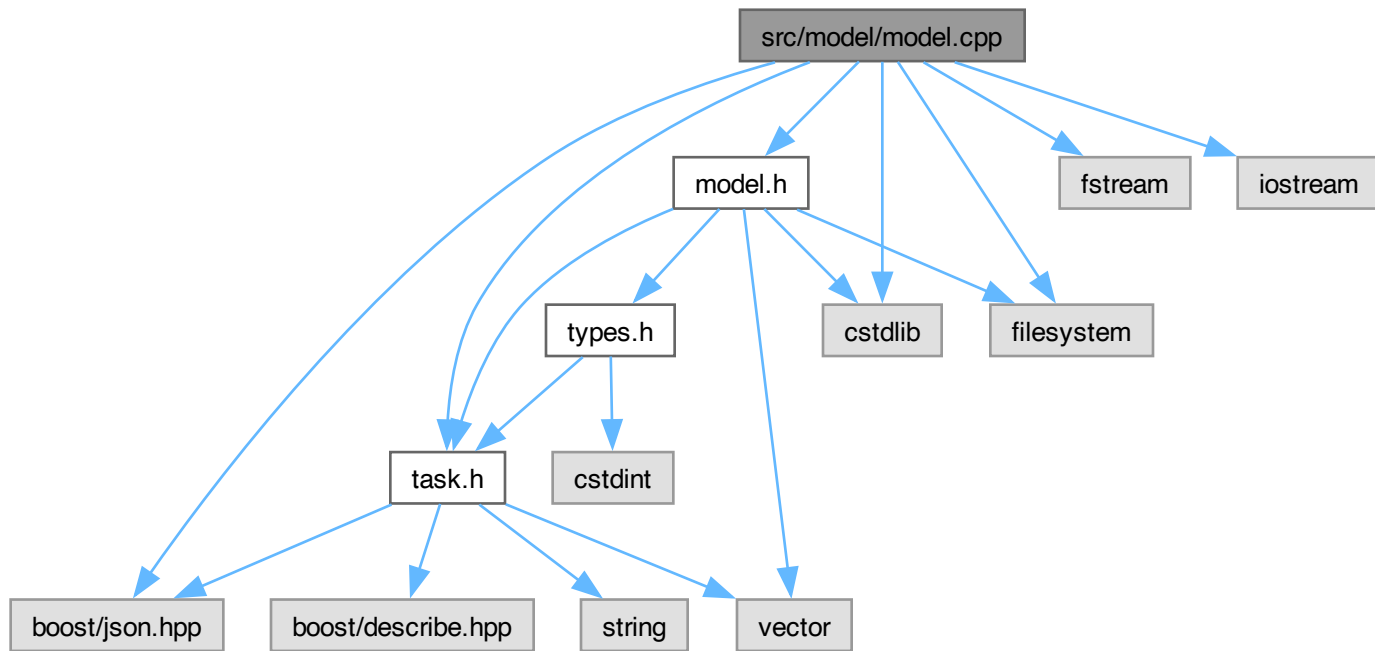 src/model/model.cpp
model.h
fstream
iostream
types.h
cstdlib
filesystem
task.h
cstdint
boost/json.hpp
boost/describe.hpp
string
vector